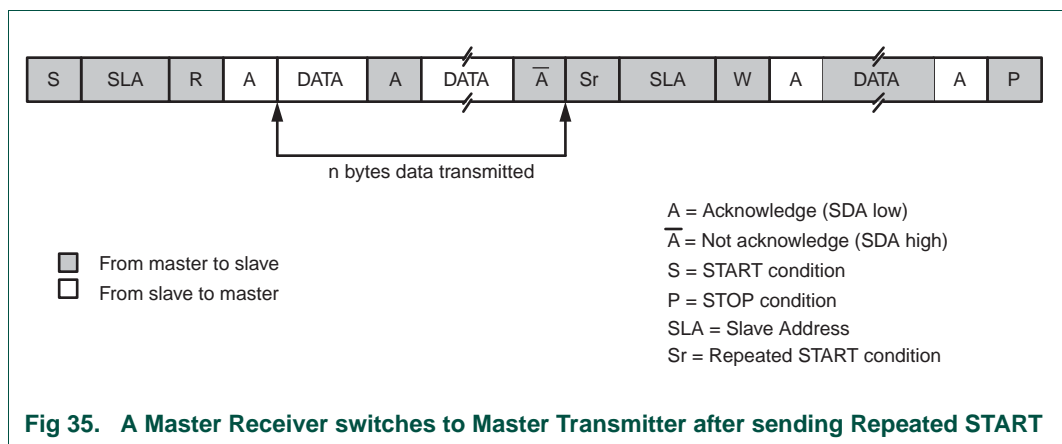 S SLA R A DATA A DATA A̅ Sr SLA W A DATA A P
n bytes data transmitted
A = Acknowledge (SDA low)
A̅ = Not acknowledge (SDA high)
S = START condition
P = STOP condition
SLA = Slave Address
Sr = Repeated START condition
From master to slave
From slave to master
Fig 35. A Master Receiver switches to Master Transmitter after sending Repeated START